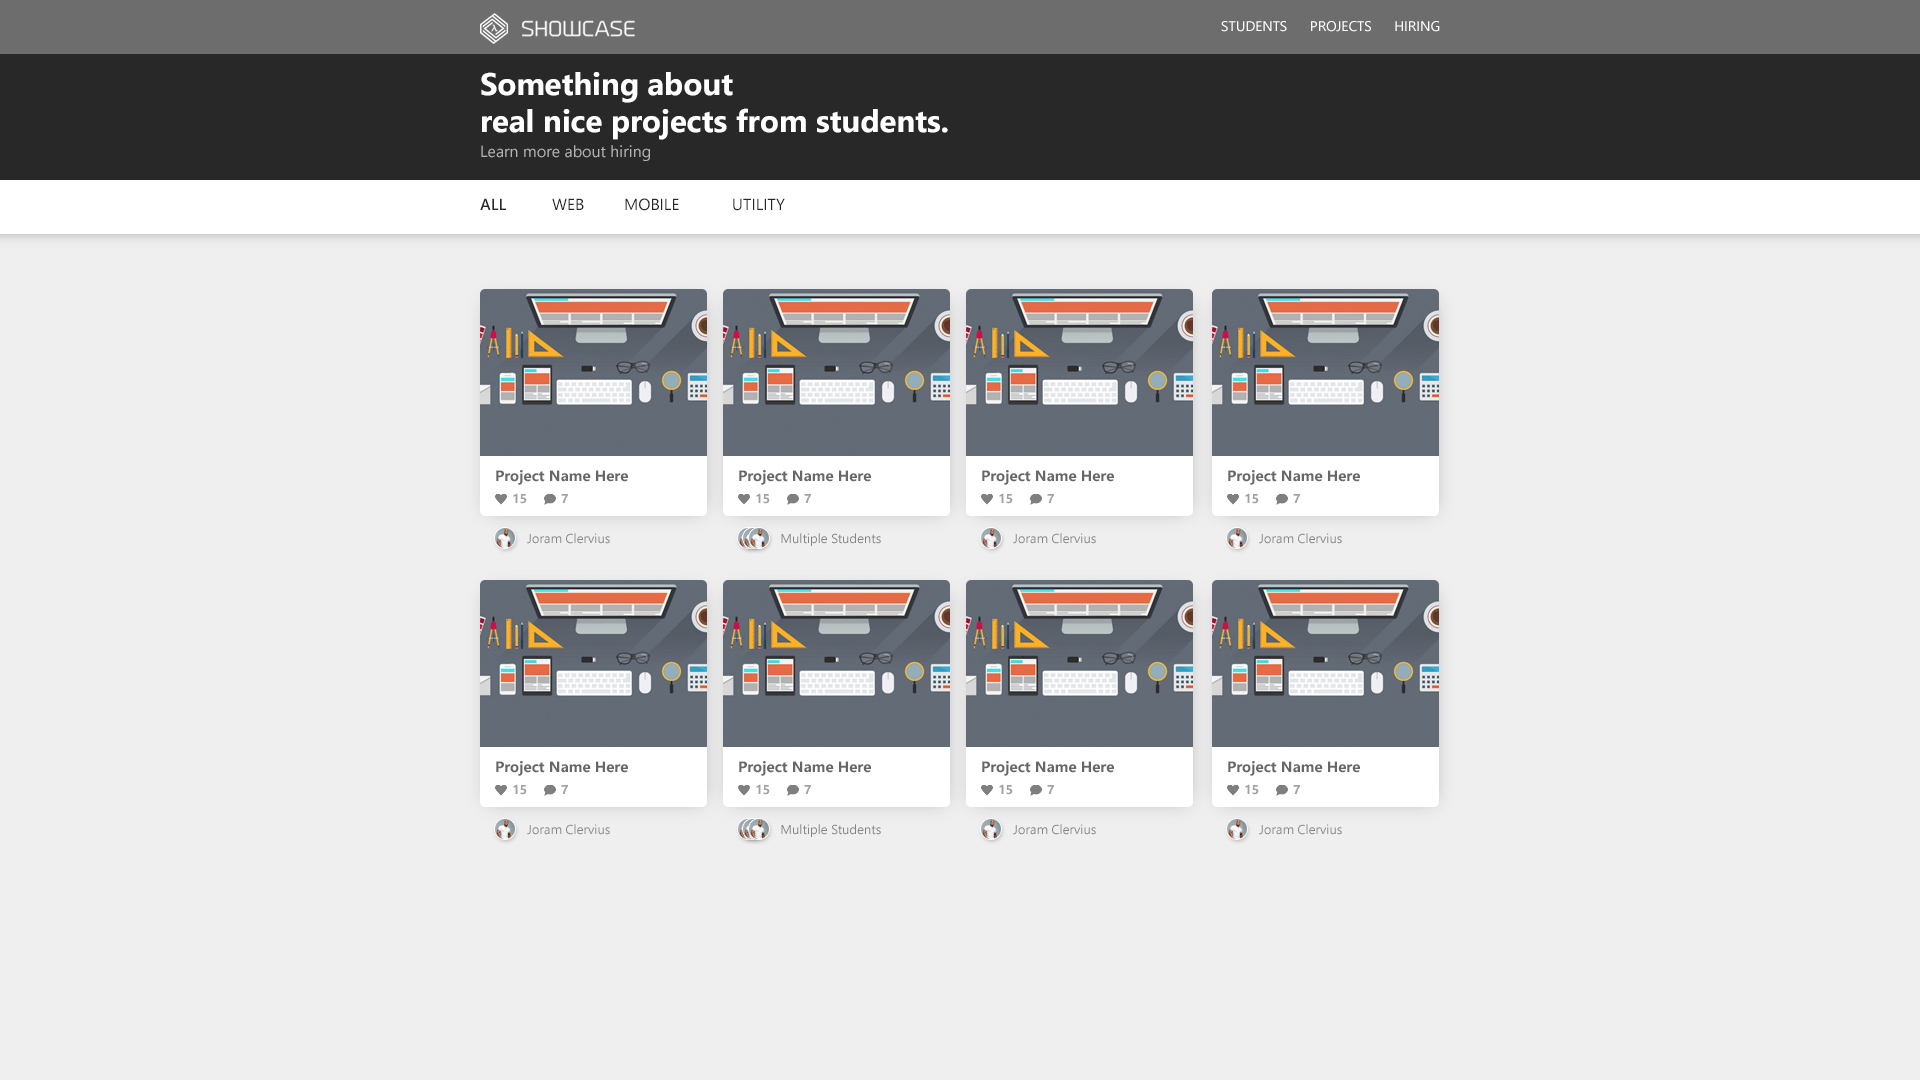 SHOWCASE
STUDENTS PROJECTS HIRING
Something about
real nice projects from students.
Learn more about hiring
ALL WEB MOBILE UTILITY
Project Name Here
15 7
Joram Clervius
Project Name Here
15 7
Multiple Students
Project Name Here
15 7
Joram Clervius
Project Name Here
15 7
Joram Clervius
Project Name Here
15 7
Joram Clervius
Project Name Here
15 7
Multiple Students
Project Name Here
15 7
Joram Clervius
Project Name Here
15 7
Joram Clervius